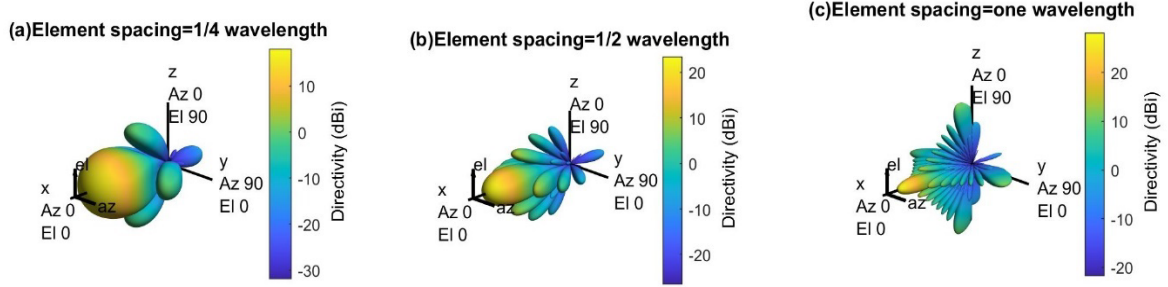 (a)Element spacing=1/4 wavelength
z
Az 0
El 90
el
x
az
Az 0
El 0
y
Az 90
El 0
10
0
-10
-20
-30
Directivity (dBi)
(b)Element spacing=1/2 wavelength
z
Az 0
El 90
el
x
az
Az 0
El 0
y
Az 90
El 0
20
10
0
-10
-20
Directivity (dBi)
(c)Element spacing=one wavelength
z
Az 0
El 90
el
x
az
Az 0
El 0
y
Az 90
El 0
20
10
0
-10
-20
Directivity (dBi)